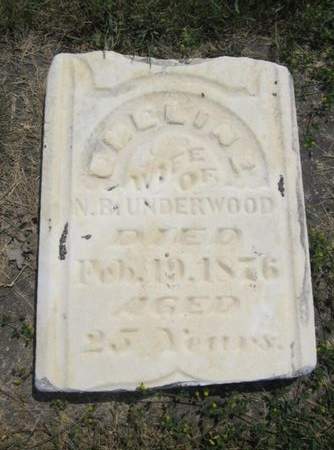 WIFE
OF
N.B. UNDERWOOD
DIED
Feb. 19. 1876
AGED
25 Years.